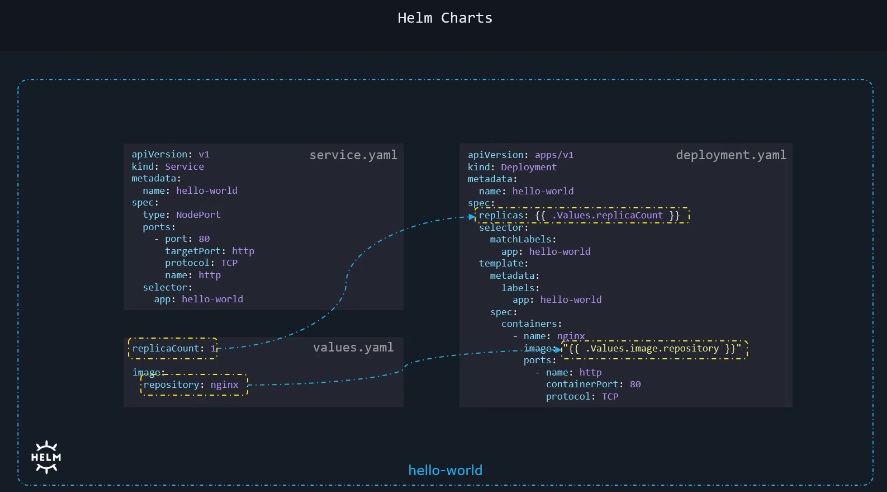 Helm Charts
service.yaml
apiVersion: v1
kind: Service
metadata:
  name: hello-world
spec:
  type: NodePort
  ports:
    - port: 80
      targetPort: http
      protocol: TCP
      name: http
  selector:
    app: hello-world
values.yaml
replicaCount: 1
image:
  repository: nginx
deployment.yaml
apiVersion: apps/v1
kind: Deployment
metadata:
  name: hello-world
spec:
  replicas: {{ .Values.replicaCount }}
  selector:
    matchLabels:
      app: hello-world
  template:
    metadata:
      labels:
        app: hello-world
    spec:
      containers:
        - name: nginx
          image: "{{ .Values.image.repository }}"
          ports:
            - name: http
              containerPort: 80
              protocol: TCP
HELM
hello-world